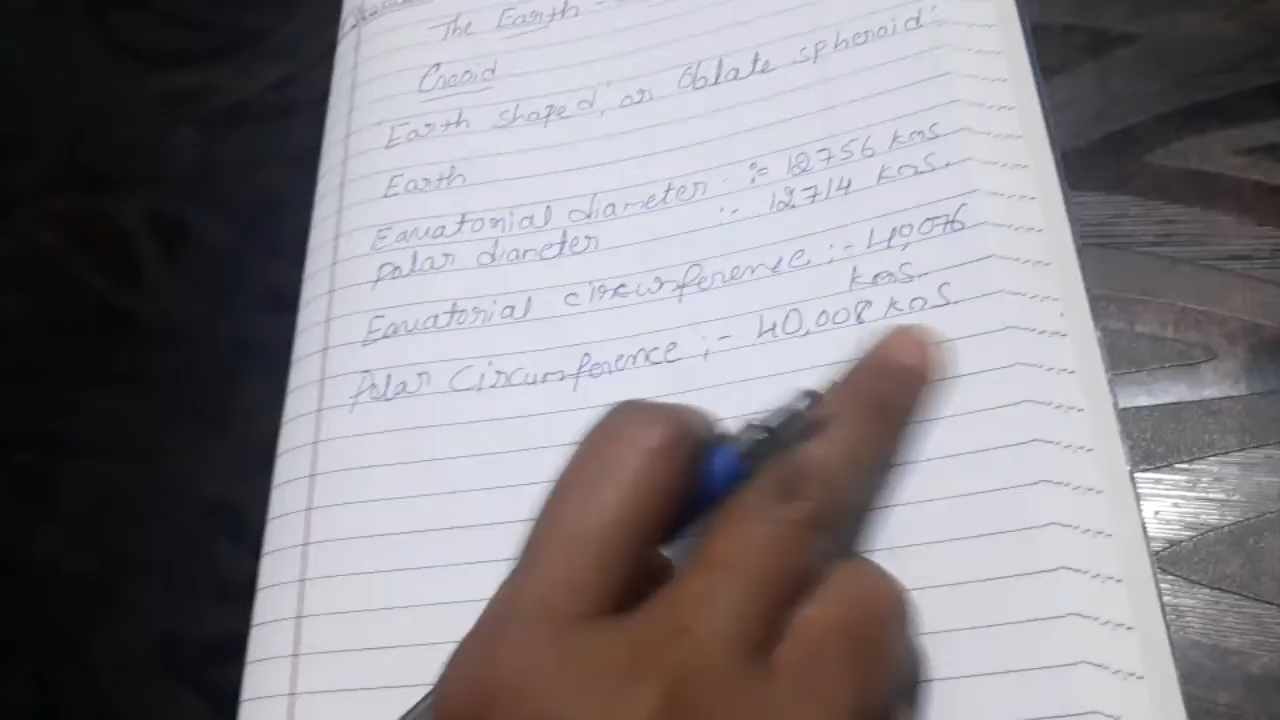 The Earth -
Geoid
Earth shaped, or Oblate spheroid:
Earth
Equatorial diameter :- 12756 kms
polar diameter :- 12714 kms.
Equatorial circumference :- 40,076
kms.
Polar Circumference :- 40,008 kms.